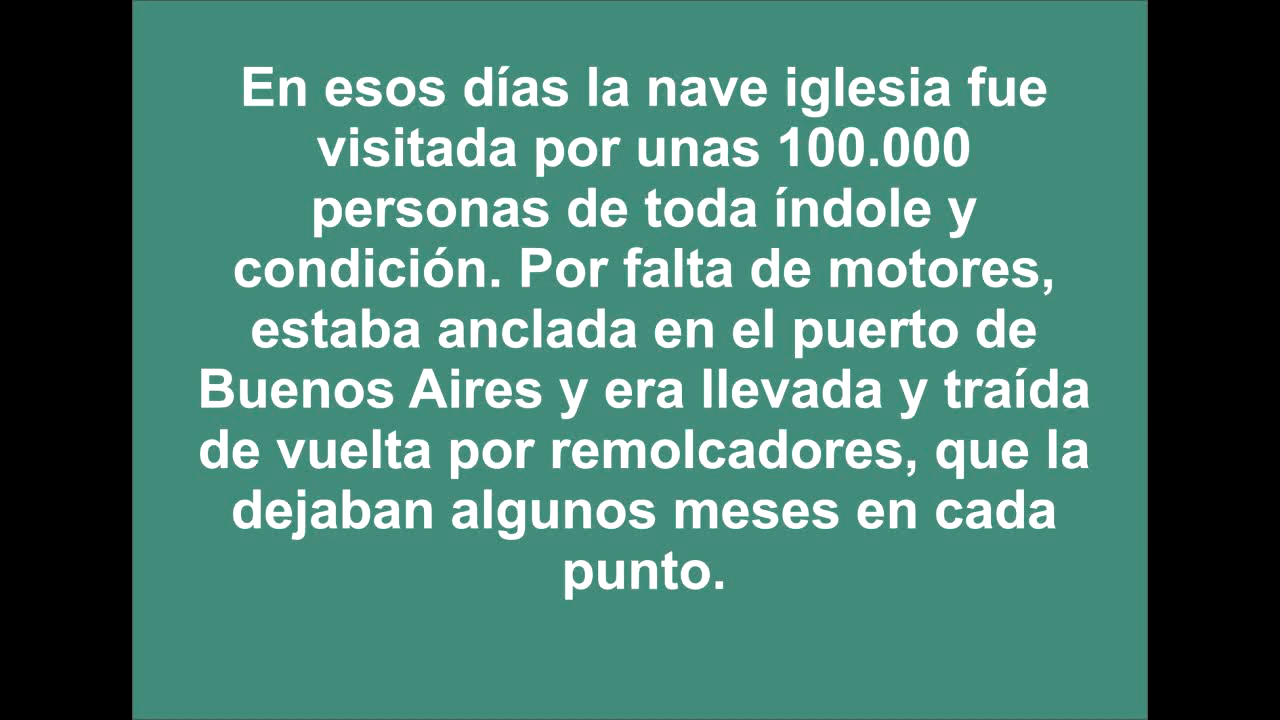 En esos días la nave iglesia fue
visitada por unas 100.000
personas de toda índole y
condición. Por falta de motores,
estaba anclada en el puerto de
Buenos Aires y era llevada y traída
de vuelta por remolcadores, que la
dejaban algunos meses en cada
punto.